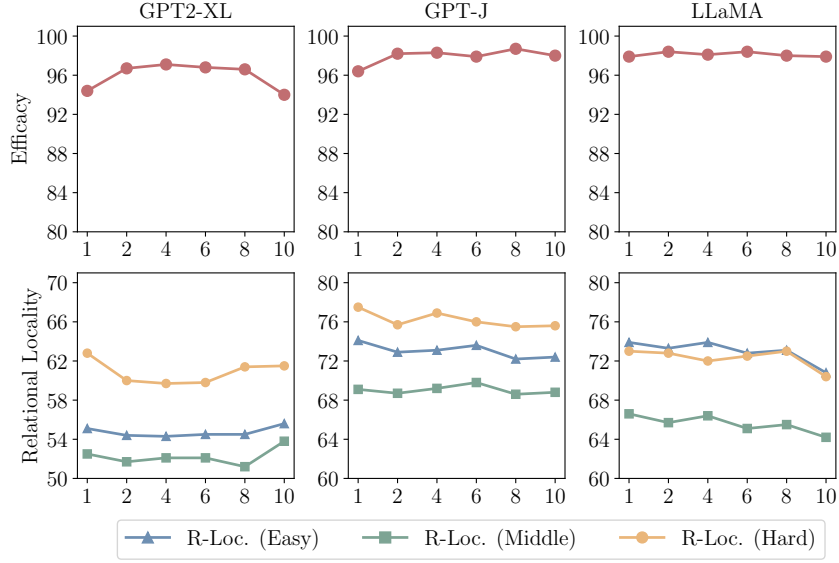 GPT2-XL GPT-J LLaMA
Efficacy
100 100 100
96 96 96
92 92 92
88 88 88
84 84 84
80 80 80
1 2 4 6 8 10 1 2 4 6 8 10 1 2 4 6 8 10
Relational Locality
70 80 80
66 76 76
62 72 72
58 68 68
54 64 64
50 60 60
1 2 4 6 8 10 1 2 4 6 8 10 1 2 4 6 8 10
R-Loc. (Easy) R-Loc. (Middle) R-Loc. (Hard)